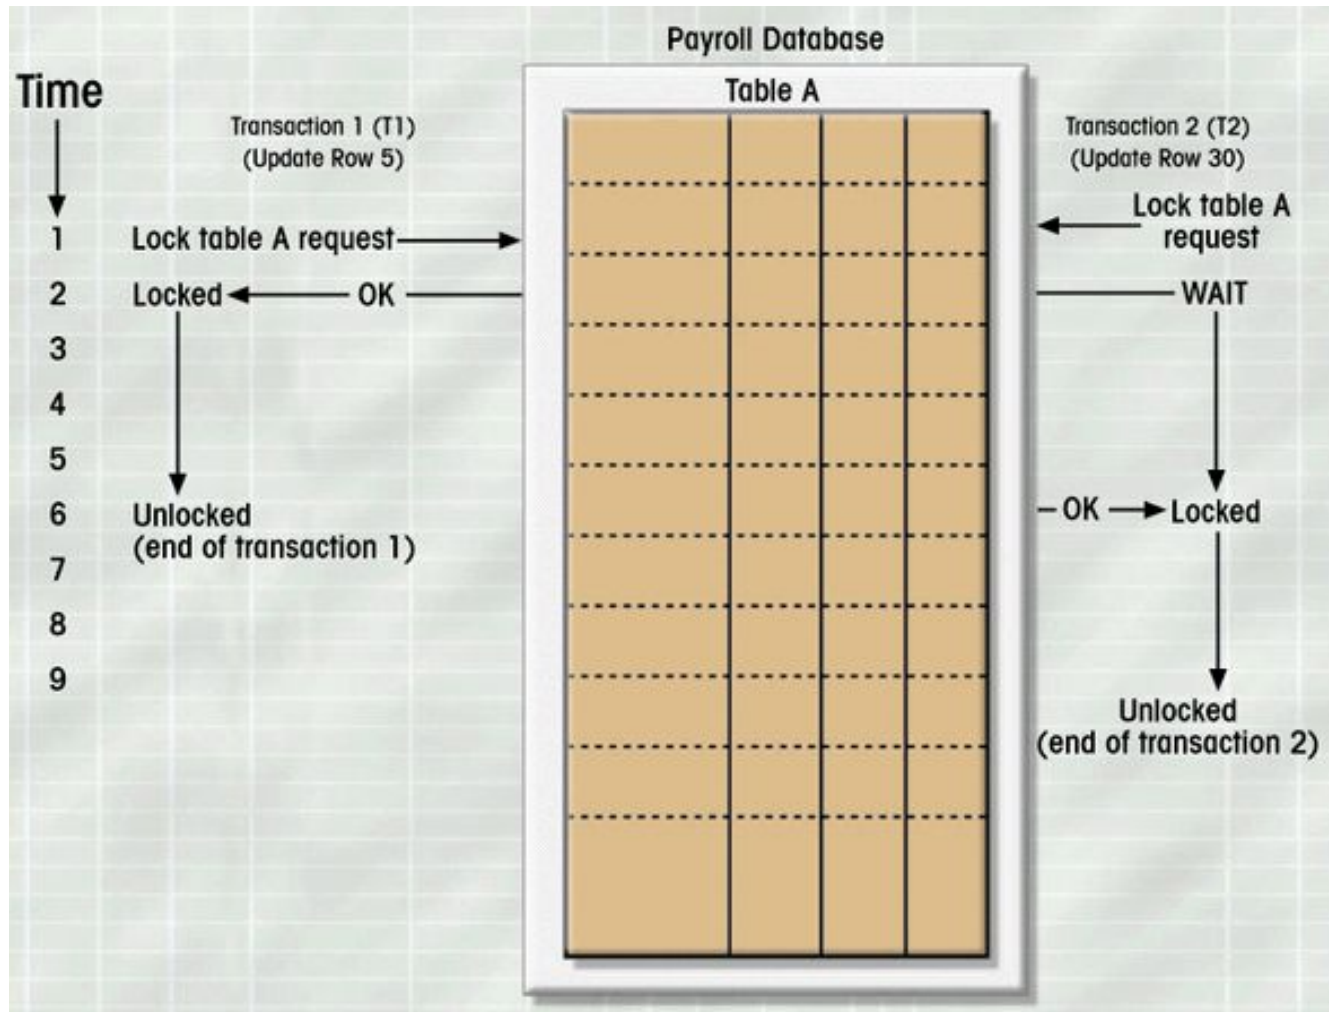 Payroll Database
Table A
Time
Transaction 1 (T1)
(Update Row 5)
Transaction 2 (T2)
(Update Row 30)
1 Lock table A request
Lock table A
request
2 Locked OK
WAIT
3
4
5
6 Unlocked
(end of transaction 1)
OK Locked
7
8
9
Unlocked
(end of transaction 2)